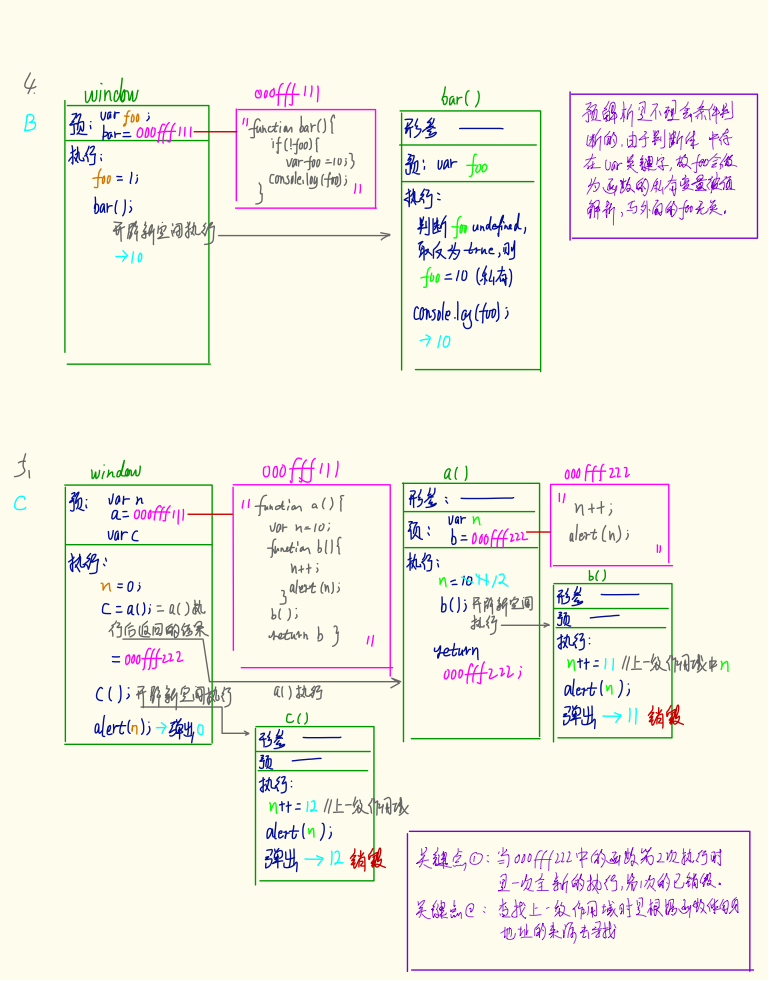 4.
B
window
预: var foo;
bar = 000fff111
执行:
foo = 1;
bar();
开辟新空间执行
→10
000fff111
"function bar(){
if(!foo){
var foo=10;}
console.log(foo);
} "
bar()
形参
预: var foo
执行:
判断foo undefined,
取反为true,则
foo = 10 (私有)
console.log(foo);
→ 10
预解析是不理会条件判
断的,由于判断体中存
在var关键字,故foo会做
为函数的私有变量被预
解析,与外面的foo无关.
5.
C
window
预: var n
a = 000fff111
var c
执行:
n = 0;
C = a(); = a()执
行后返回的结果
= 000fff222
C(); 开辟新空间执行
alert(n); → 弹出0
000fff111
" function a(){
var n=10;
function b(){
n++;
alert(n);
}
b();
return b } "
a()执行
a()
形参:
预: var n
b = 000fff222
执行:
n = 10 11 12
b(); 开辟新空间
执行
return
000fff222;
000fff222
"
n++;
alert(n);
"
b()
形参
预
执行:
n++ = 11 //上一级作用域中n
alert(n);
弹出 → 11 销毁
C()
形参
预
执行:
n++ = 12 //上一级作用域
alert(n);
弹出 → 12 销毁
关键点①: 当000fff222中的函数第2次执行时
是一次全新的执行,第1次的已销毁.
关键点②: 查找上一级作用域时是根据函数体
地址的来源去寻找